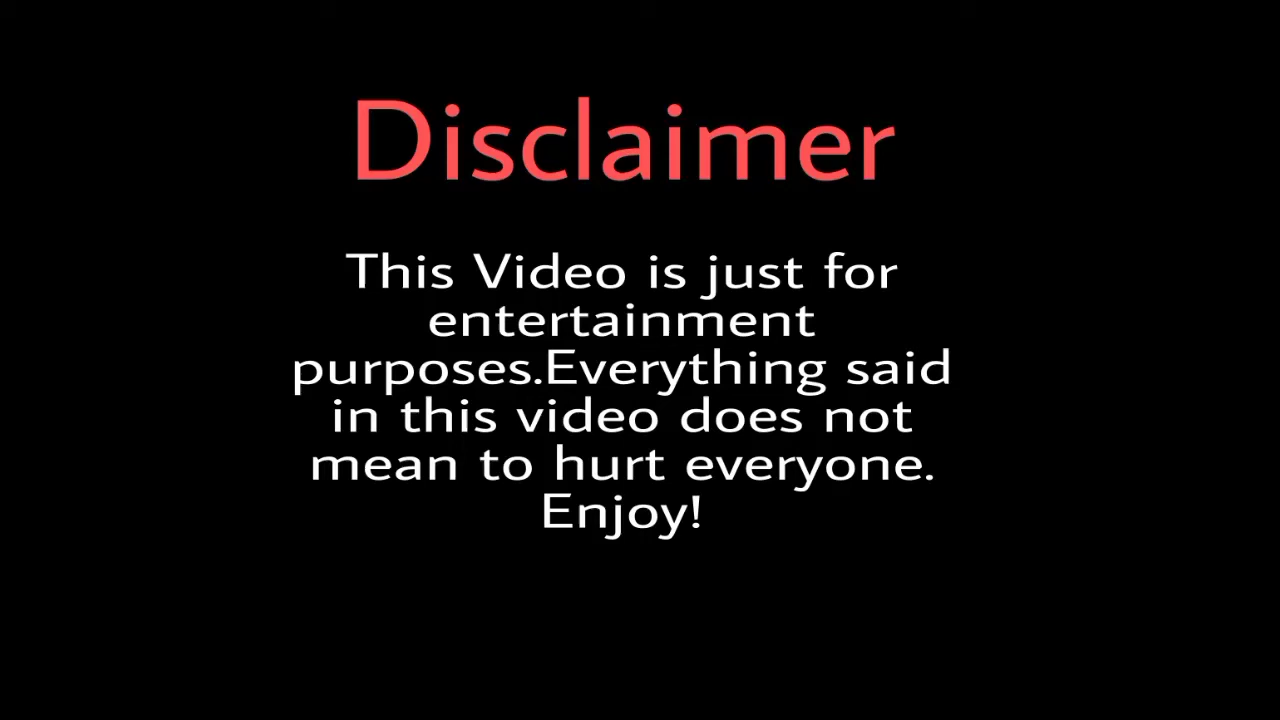 Disclaimer
This Video is just for
entertainment
purposes.Everything said
in this video does not
mean to hurt everyone.
Enjoy!